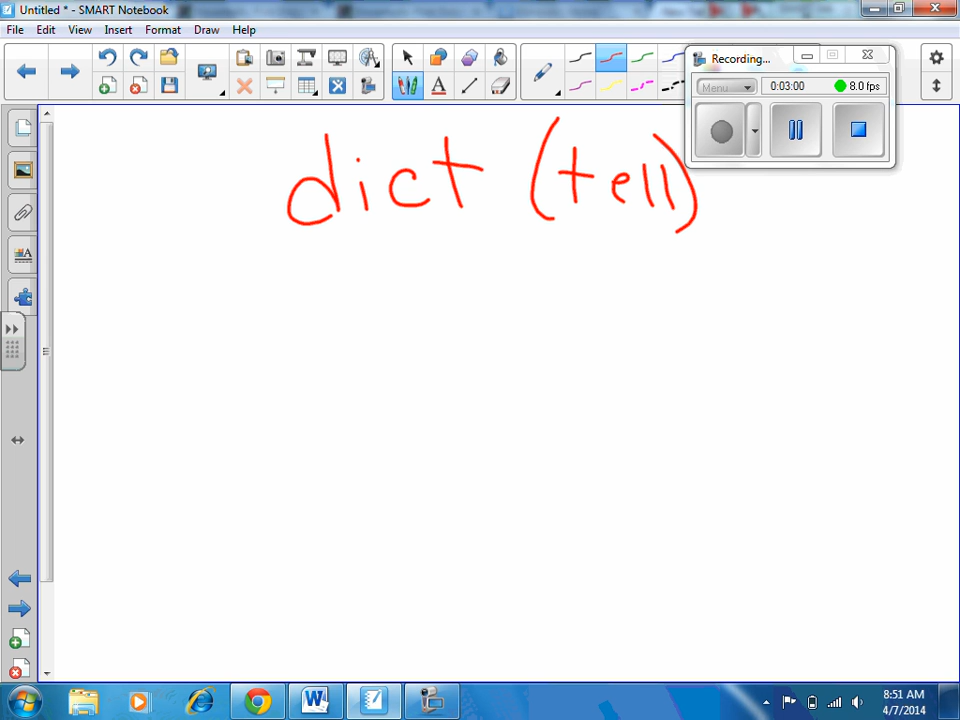 Untitled * - SMART Notebook
File Edit View Insert Format Draw Help
Recording...
Menu 0:03:00 8.0 fps
dict (tell)
8:51 AM
4/7/2014